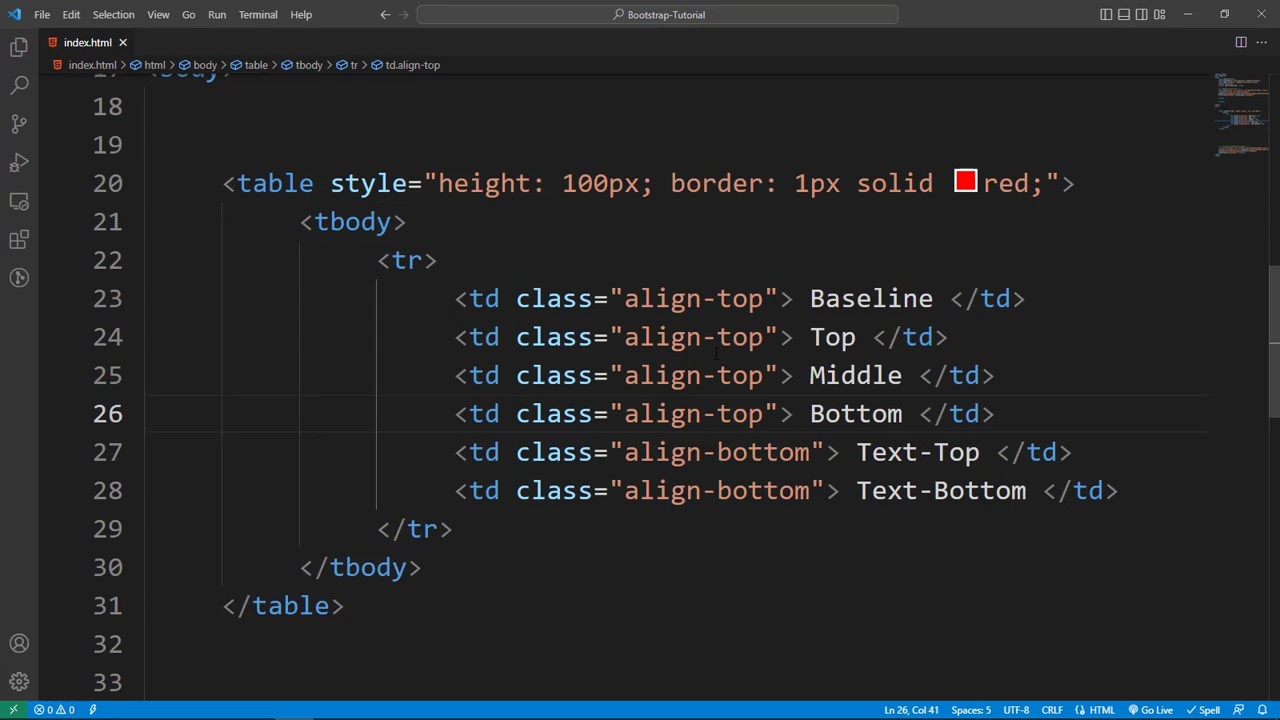 File Edit Selection View Go Run Terminal Help Bootstrap-Tutorial
index.html
index.html html body table tbody tr td.align-top
17 <body>
18
19
20 <table style="height: 100px; border: 1px solid red;">
21 <tbody>
22 <tr>
23 <td class="align-top"> Baseline </td>
24 <td class="align-top"> Top </td>
25 <td class="align-top"> Middle </td>
26 <td class="align-top"> Bottom </td>
27 <td class="align-bottom"> Text-Top </td>
28 <td class="align-bottom"> Text-Bottom </td>
29 </tr>
30 </tbody>
31 </table>
32
33
0 0 Ln 26, Col 41 Spaces: 5 UTF-8 CRLF HTML Go Live Spell